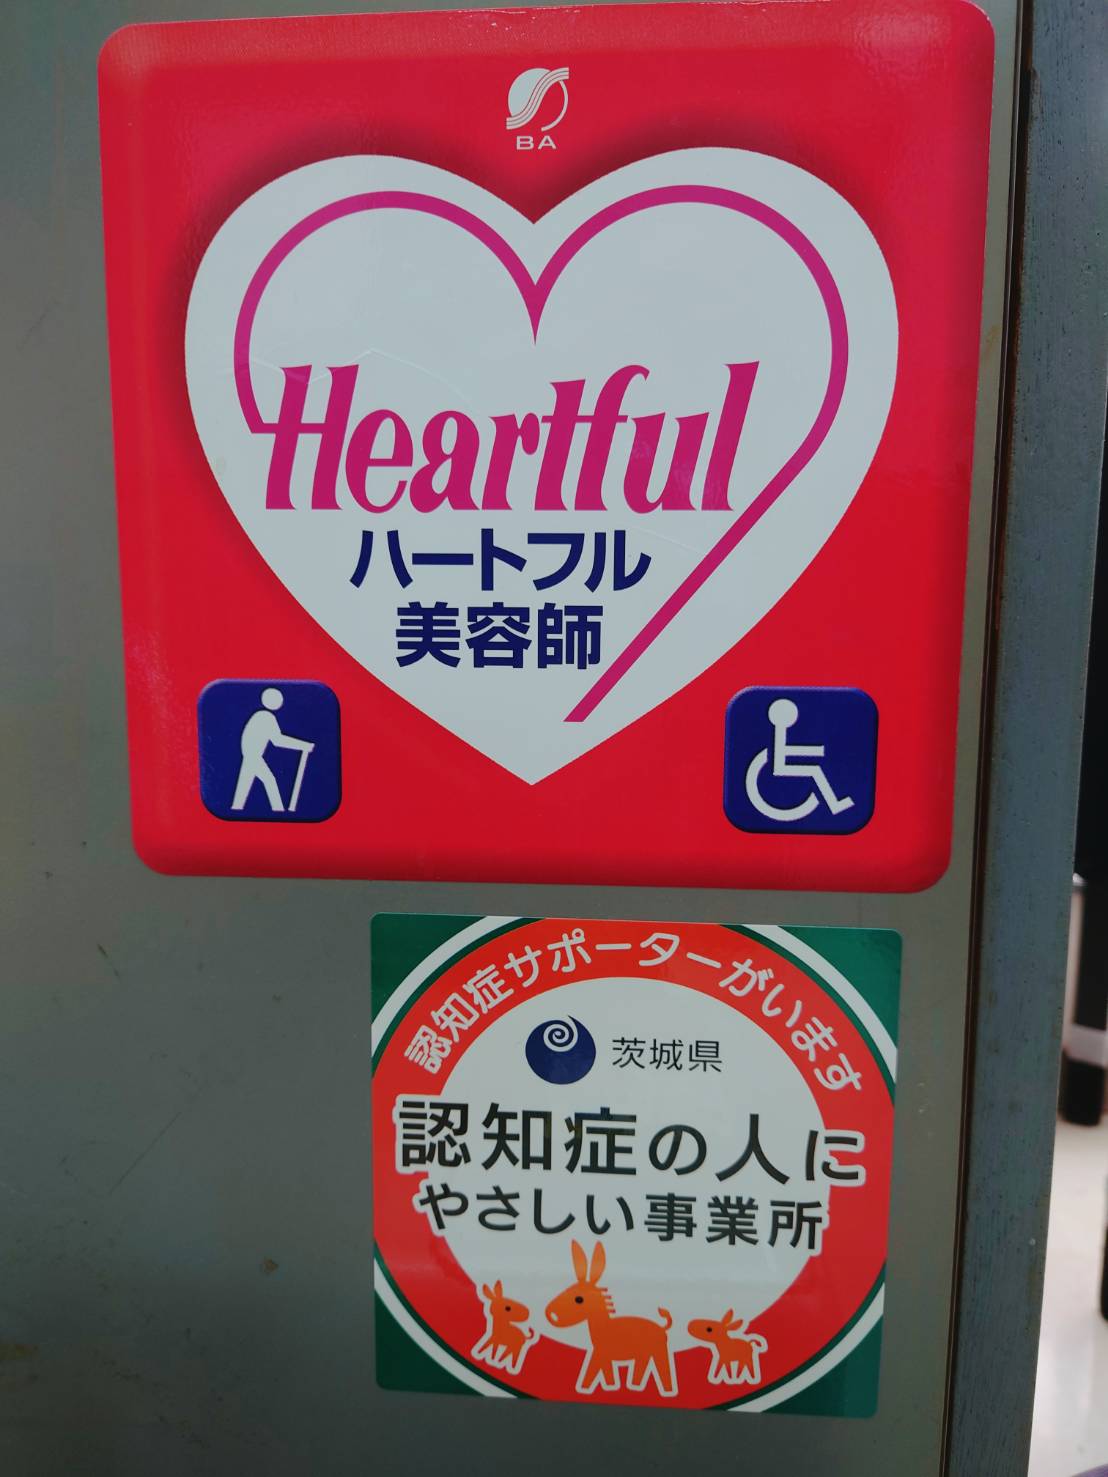 BA
Heartful
ハートフル
美容師
認知症サポーターがいます
茨城県
認知症の人に
やさしい事業所